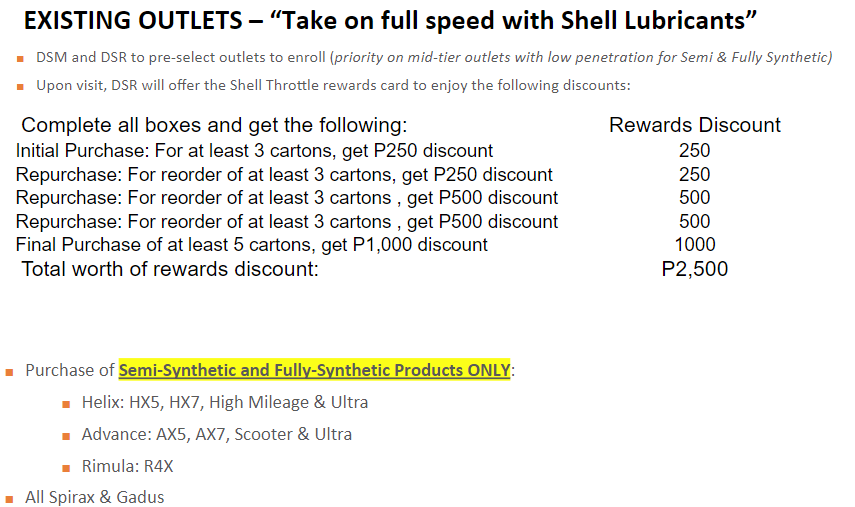 EXISTING OUTLETS – “Take on full speed with Shell Lubricants”
DSM and DSR to pre-select outlets to enroll (priority on mid-tier outlets with low penetration for Semi & Fully Synthetic)
Upon visit, DSR will offer the Shell Throttle rewards card to enjoy the following discounts:
Complete all boxes and get the following: Rewards Discount
Initial Purchase: For at least 3 cartons, get P250 discount 250
Repurchase: For reorder of at least 3 cartons, get P250 discount 250
Repurchase: For reorder of at least 3 cartons , get P500 discount 500
Repurchase: For reorder of at least 3 cartons , get P500 discount 500
Final Purchase of at least 5 cartons, get P1,000 discount 1000
Total worth of rewards discount: P2,500
Purchase of Semi-Synthetic and Fully-Synthetic Products ONLY:
Helix: HX5, HX7, High Mileage & Ultra
Advance: AX5, AX7, Scooter & Ultra
Rimula: R4X
All Spirax & Gadus